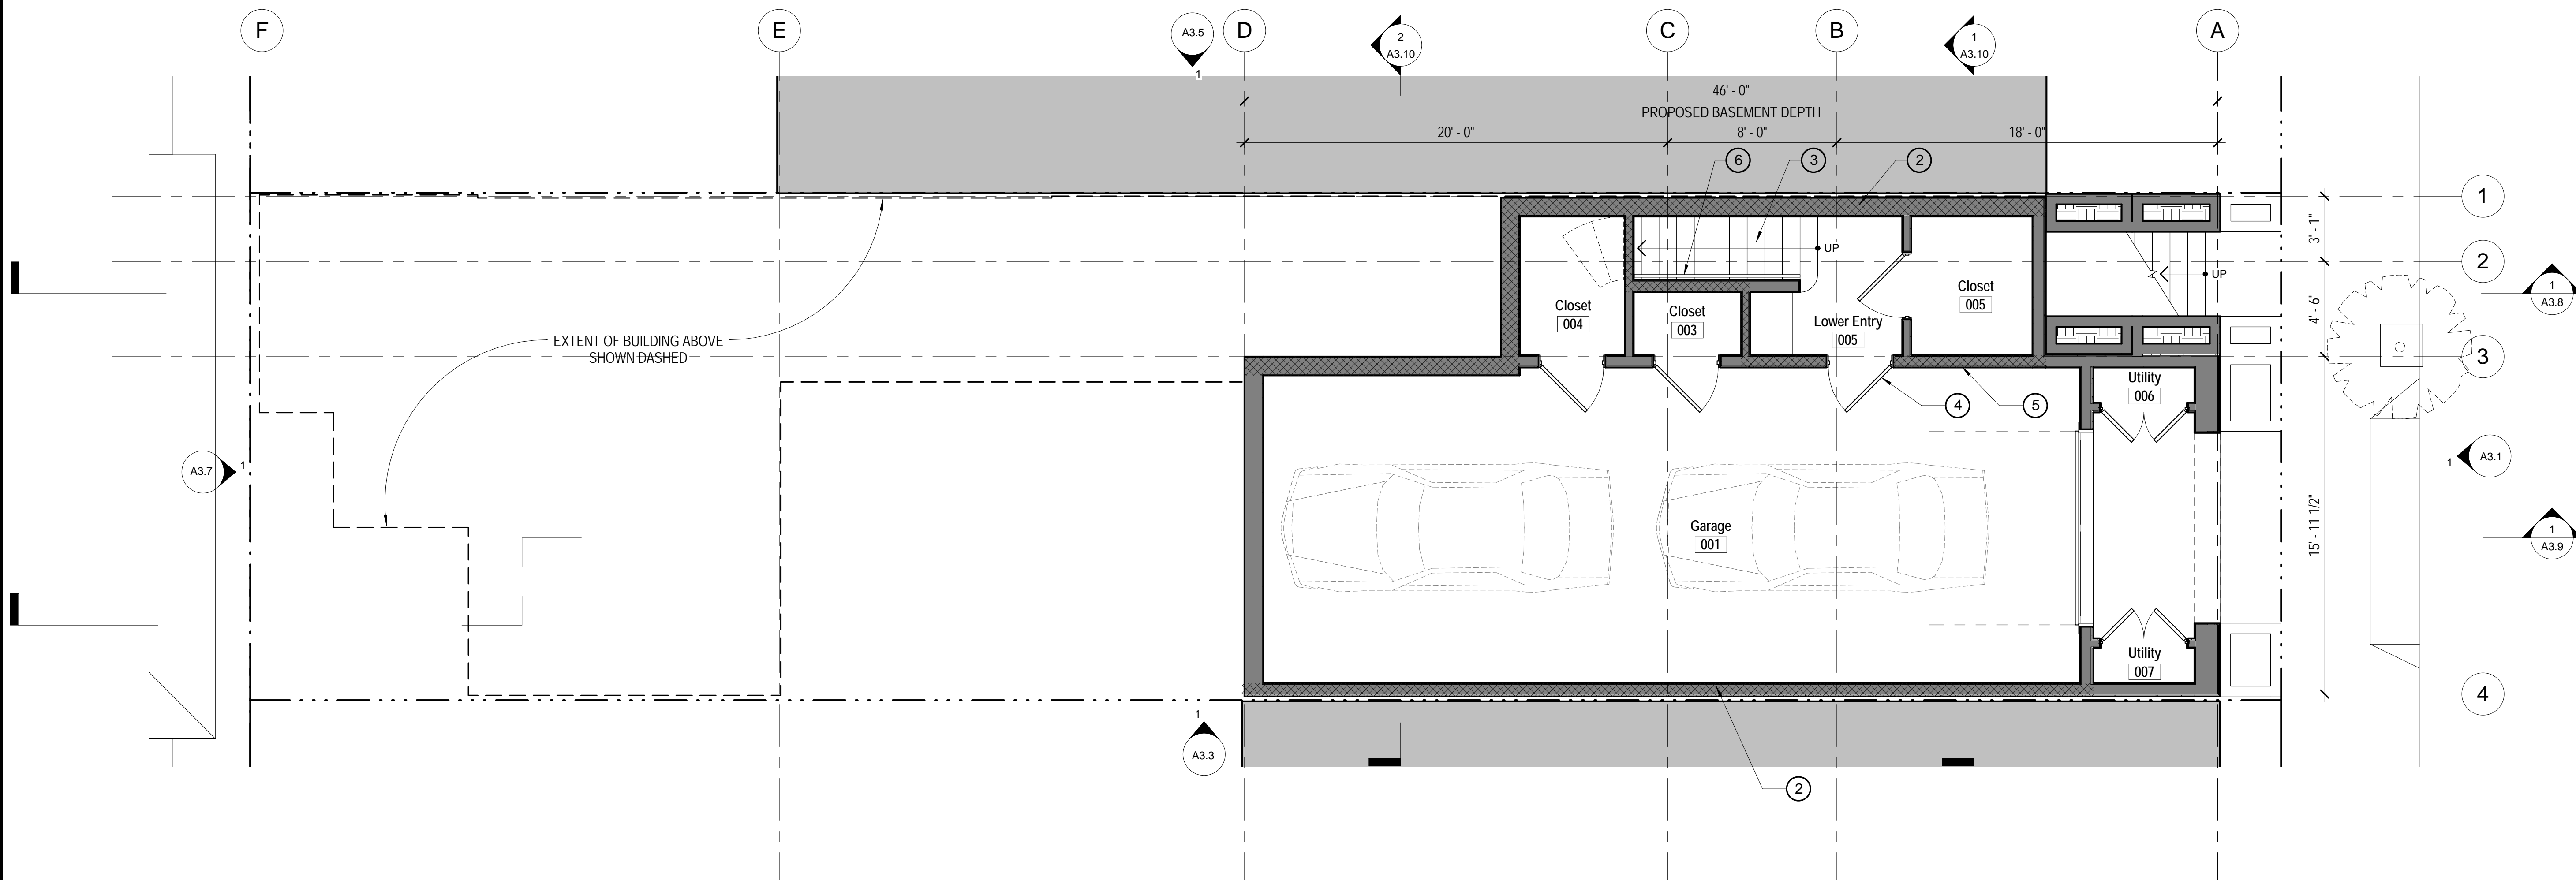 F
E
A3.5
1
D
2
A3.10
C
B
1
A3.10
A
46' - 0"
PROPOSED BASEMENT DEPTH
20' - 0"
8' - 0"
18' - 0"
6
3
2
1
3' - 1"
UP
2
UP
1
A3.8
4' - 6"
Closet
004
Closet
003
Lower Entry
005
Closet
005
EXTENT OF BUILDING ABOVE
SHOWN DASHED
3
Utility
006
4
5
A3.7
1
1
A3.1
Garage
001
15' - 11 1/2"
1
A3.9
Utility
007
4
1
A3.3
2